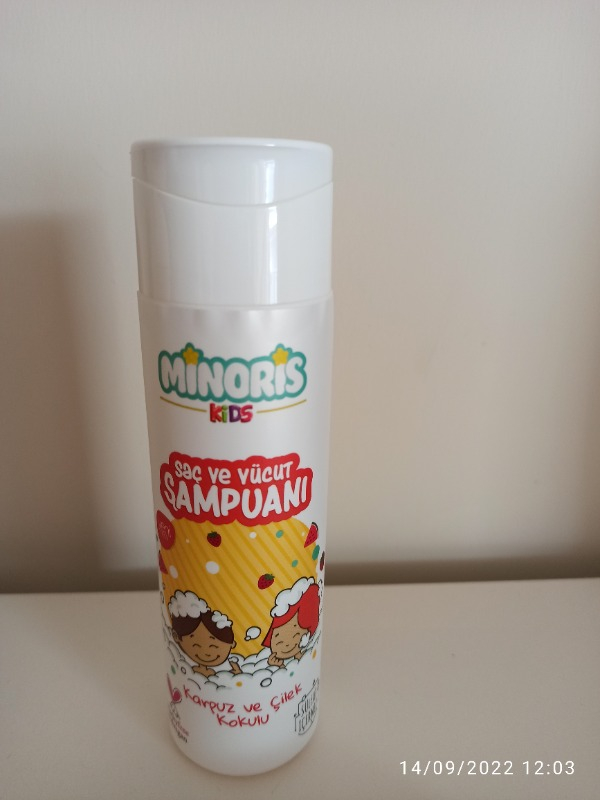 MINORIS
KIDS
saç ve vücut
ŞAMPUANI
Karpuz ve Çilek
Kokulu
14/09/2022 12:03